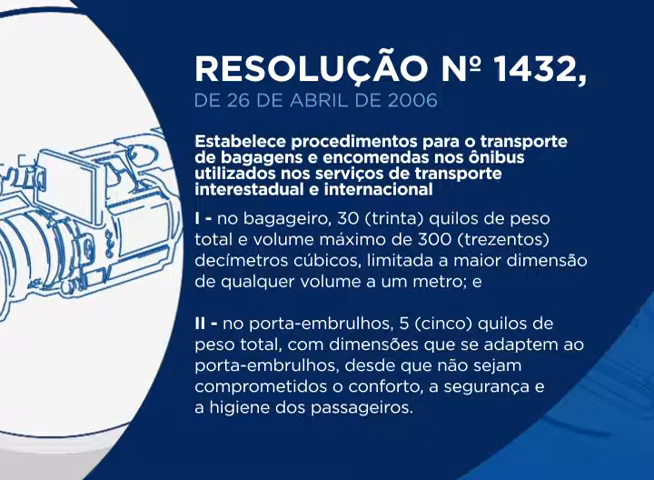 RESOLUÇÃO Nº 1432,
DE 26 DE ABRIL DE 2006
Estabelece procedimentos para o transporte
de bagagens e encomendas nos ônibus
utilizados nos serviços de transporte
interestadual e internacional
I - no bagageiro, 30 (trinta) quilos de peso
total e volume máximo de 300 (trezentos)
decímetros cúbicos, limitada a maior dimensão
de qualquer volume a um metro; e
II - no porta-embrulhos, 5 (cinco) quilos de
peso total, com dimensões que se adaptem ao
porta-embrulhos, desde que não sejam
comprometidos o conforto, a segurança e
a higiene dos passageiros.